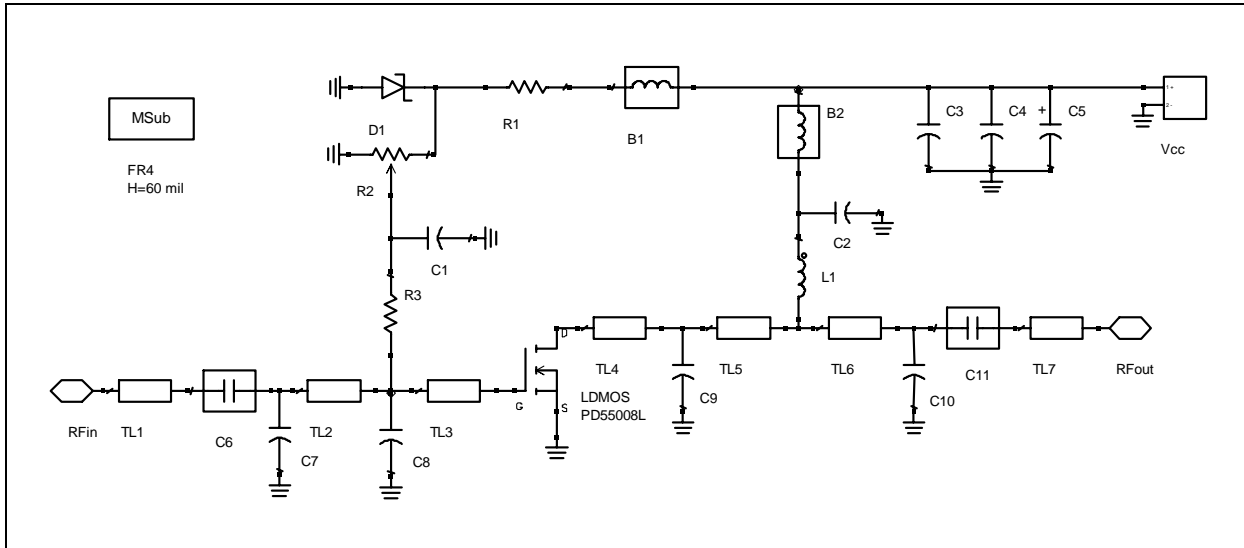 MSub
FR4
H=60 mil
D1
R1
B1
B2
C3
C4
+
C5
1 +
2 -
Vcc
R2
C1
C2
L1
R3
D
G
S
TL4
TL5
TL6
C11
TL7
RFout
LDMOS
PD55008L
C9
C10
RFin
TL1
C6
C7
TL2
C8
TL3